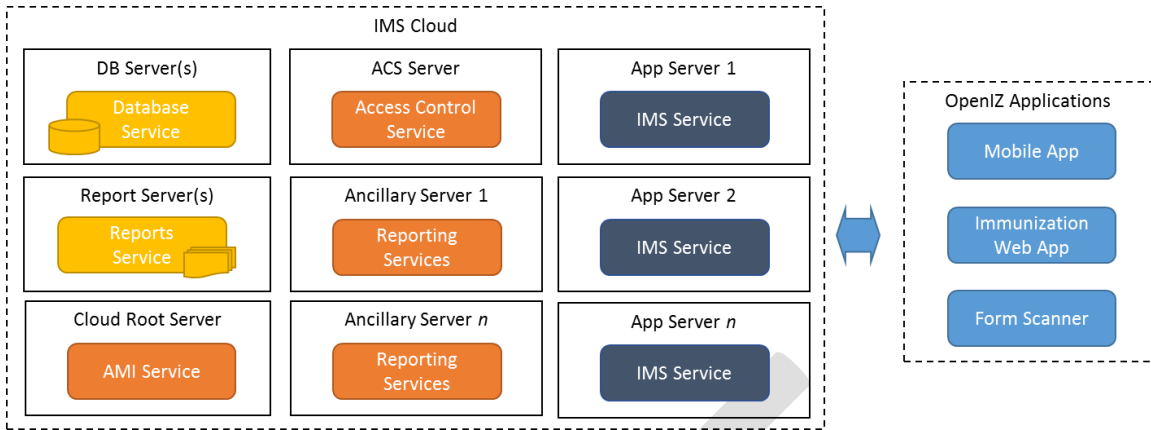 IMS Cloud
DB Server(s)
Database
Service
ACS Server
Access Control
Service
App Server 1
IMS Service
Report Server(s)
Reports
Service
Ancillary Server 1
Reporting
Services
App Server 2
IMS Service
Cloud Root Server
AMI Service
Ancillary Server n
Reporting
Services
App Server n
IMS Service
OpenIZ Applications
Mobile App
Immunization
Web App
Form Scanner